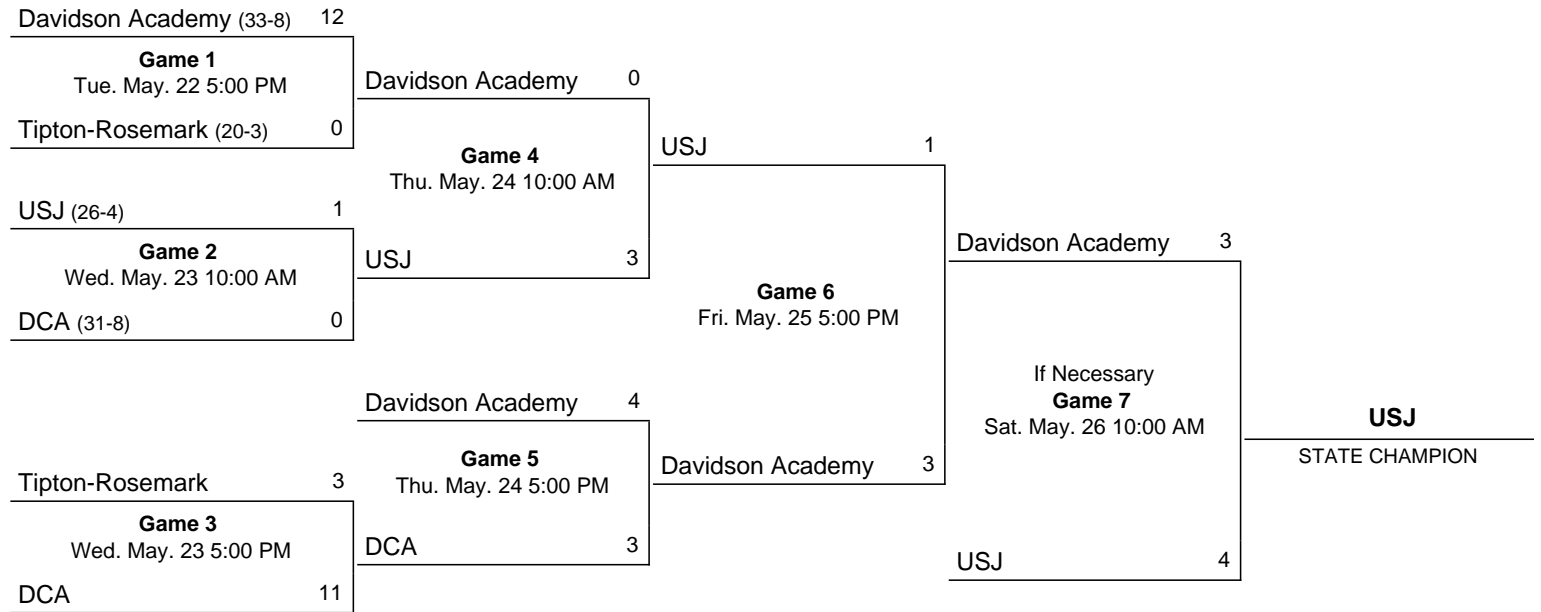 Davidson Academy (33-8) 12
Game 1
Tue. May. 22 5:00 PM
Tipton-Rosemark (20-3) 0
USJ (26-4) 1
Game 2
Wed. May. 23 10:00 AM
DCA (31-8) 0
Tipton-Rosemark 3
Game 3
Wed. May. 23 5:00 PM
DCA 11
Davidson Academy 0
Game 4
Thu. May. 24 10:00 AM
USJ 3
Davidson Academy 4
Game 5
Thu. May. 24 5:00 PM
DCA 3
USJ 1
Game 6
Fri. May. 25 5:00 PM
Davidson Academy 3
Davidson Academy 3
If Necessary
Game 7
Sat. May. 26 10:00 AM
USJ 4
USJ
STATE CHAMPION